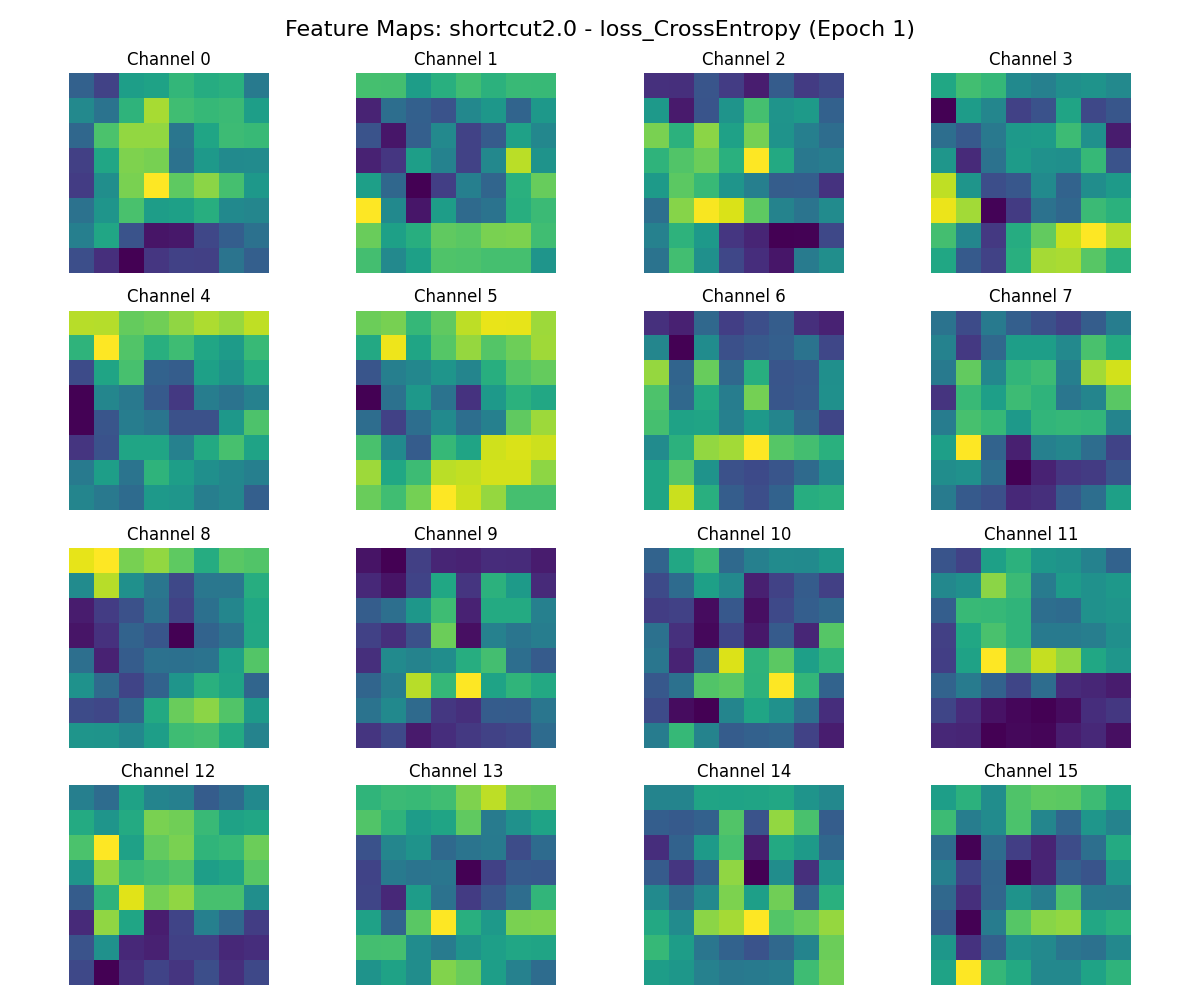 Feature Maps: shortcut2.0 - loss_CrossEntropy (Epoch 1)
Channel 0 Channel 1 Channel 2 Channel 3
Channel 4 Channel 5 Channel 6 Channel 7
Channel 8 Channel 9 Channel 10 Channel 11
Channel 12 Channel 13 Channel 14 Channel 15